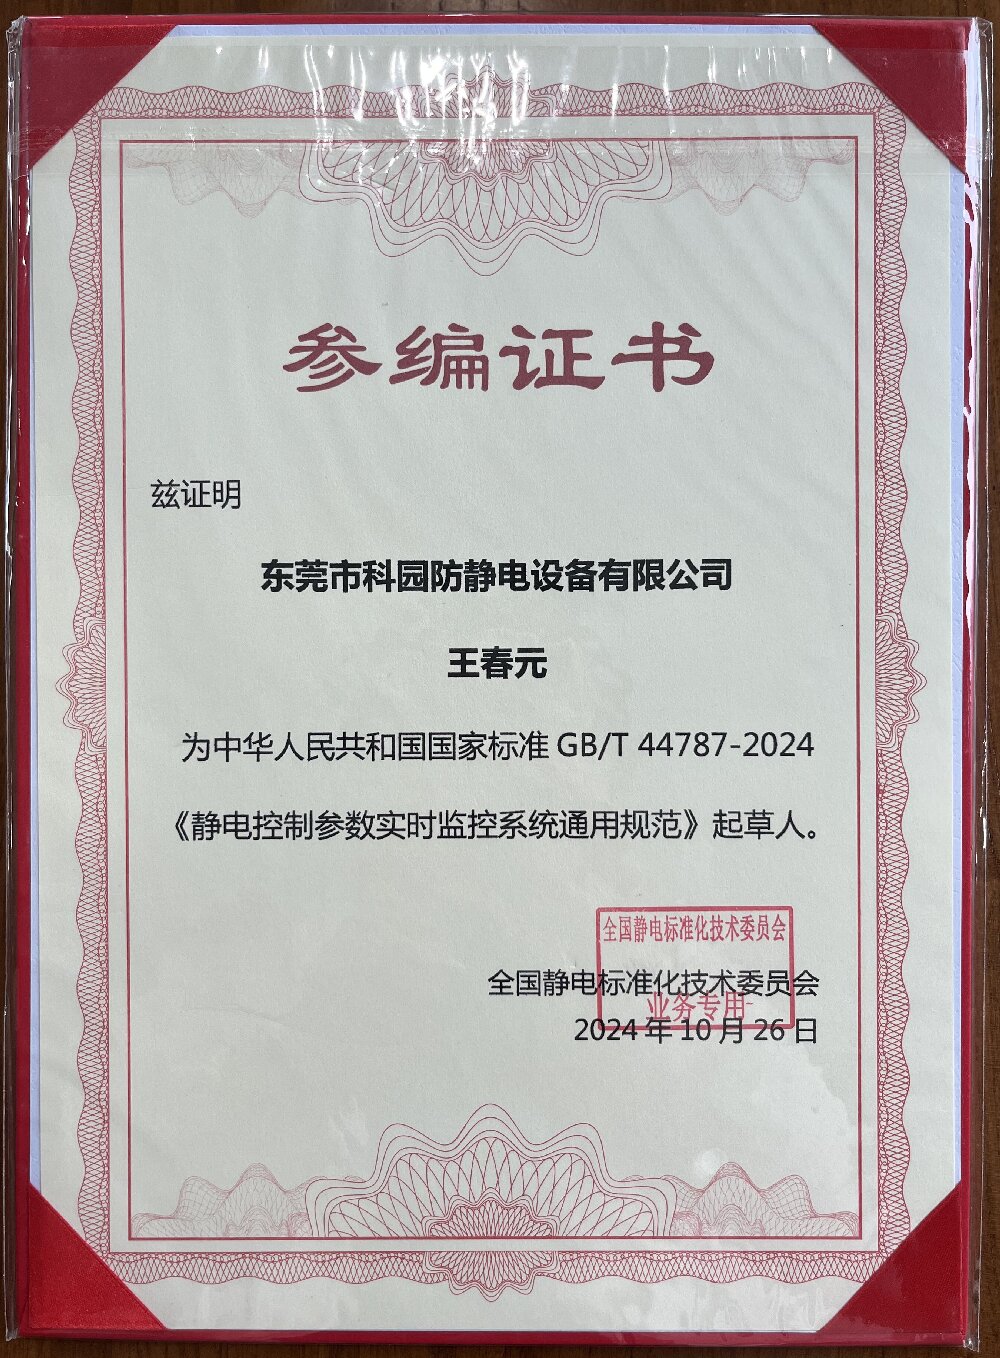 参编证书
兹证明
东莞市科园防静电设备有限公司
王春元
为中华人民共和国国家标准 GB/T 44787-2024
《静电控制参数实时监控系统通用规范》起草人。
全国静电标准化技术委员会
全国静电标准化技术委员会
业务专用
2024 年 10 月 26 日